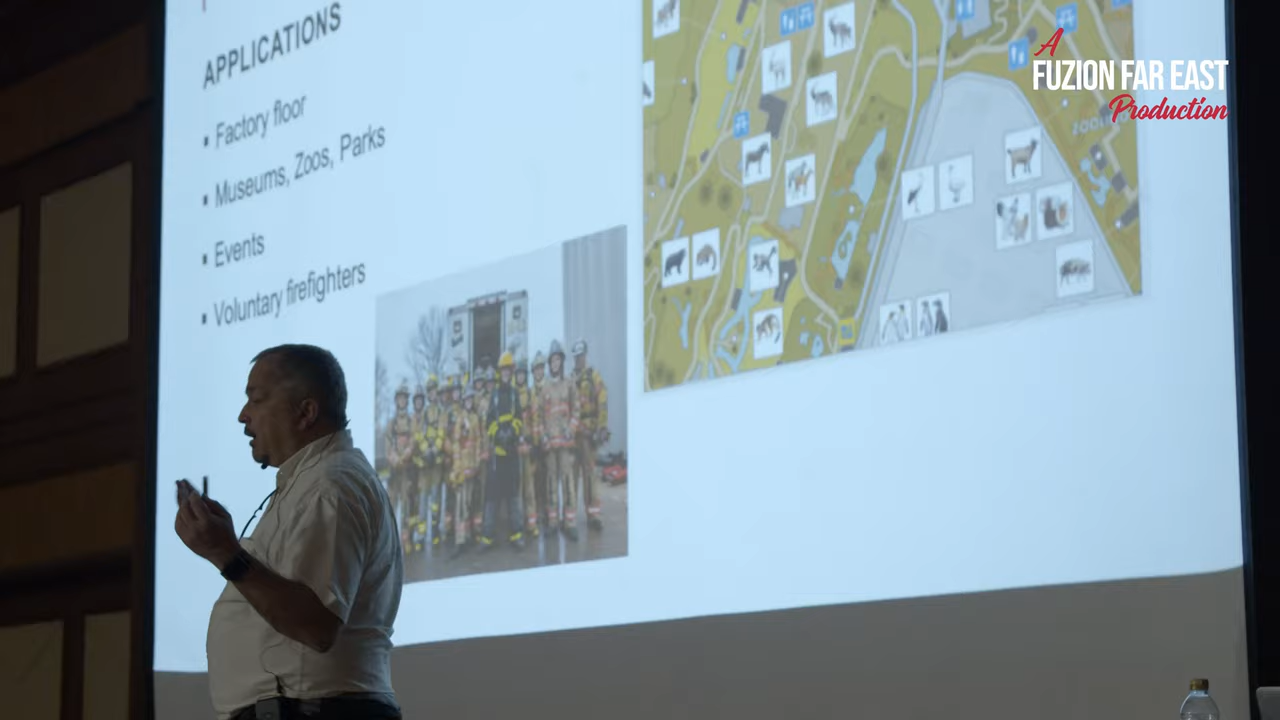 APPLICATIONS
▪ Factory floor
▪ Museums, Zoos, Parks
▪ Events
▪ Voluntary firefighters
A
FUZION FAR EAST
Production